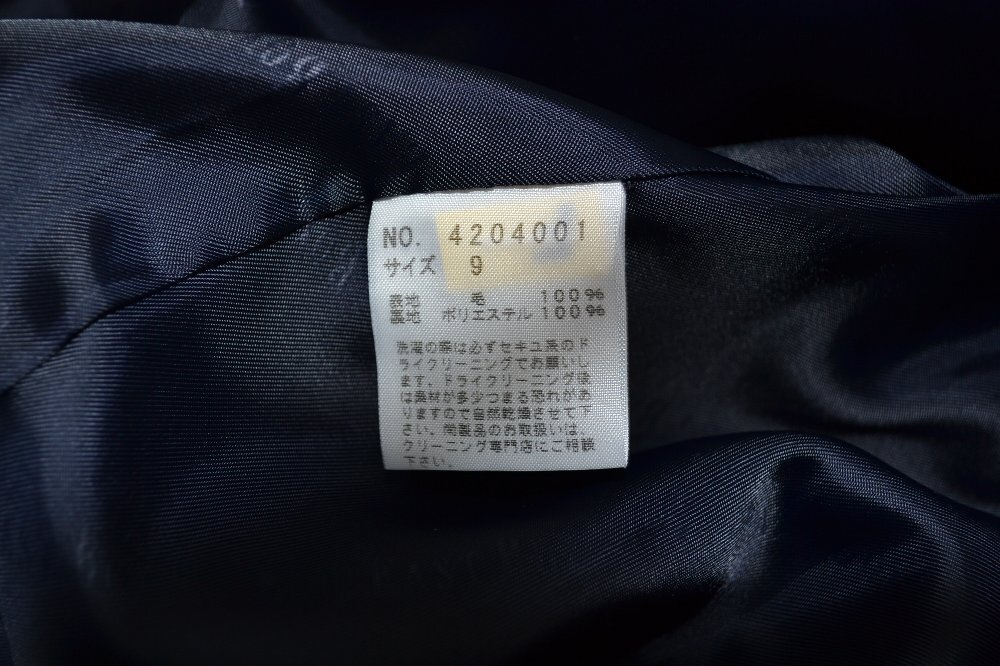 NO. 4204001
サイズ 9
表地 毛 100%
裏地 ポリエステル 100%
洗濯の際は必ずセキユ系のド
ライクリーニングでお願いし
ます。ドライクリーニング後
は素材が多少つまる恐れがあ
りますので自然乾燥させて下
さい。尚製品のお取扱いは、
クリーニング専門店にご相談
下さい。